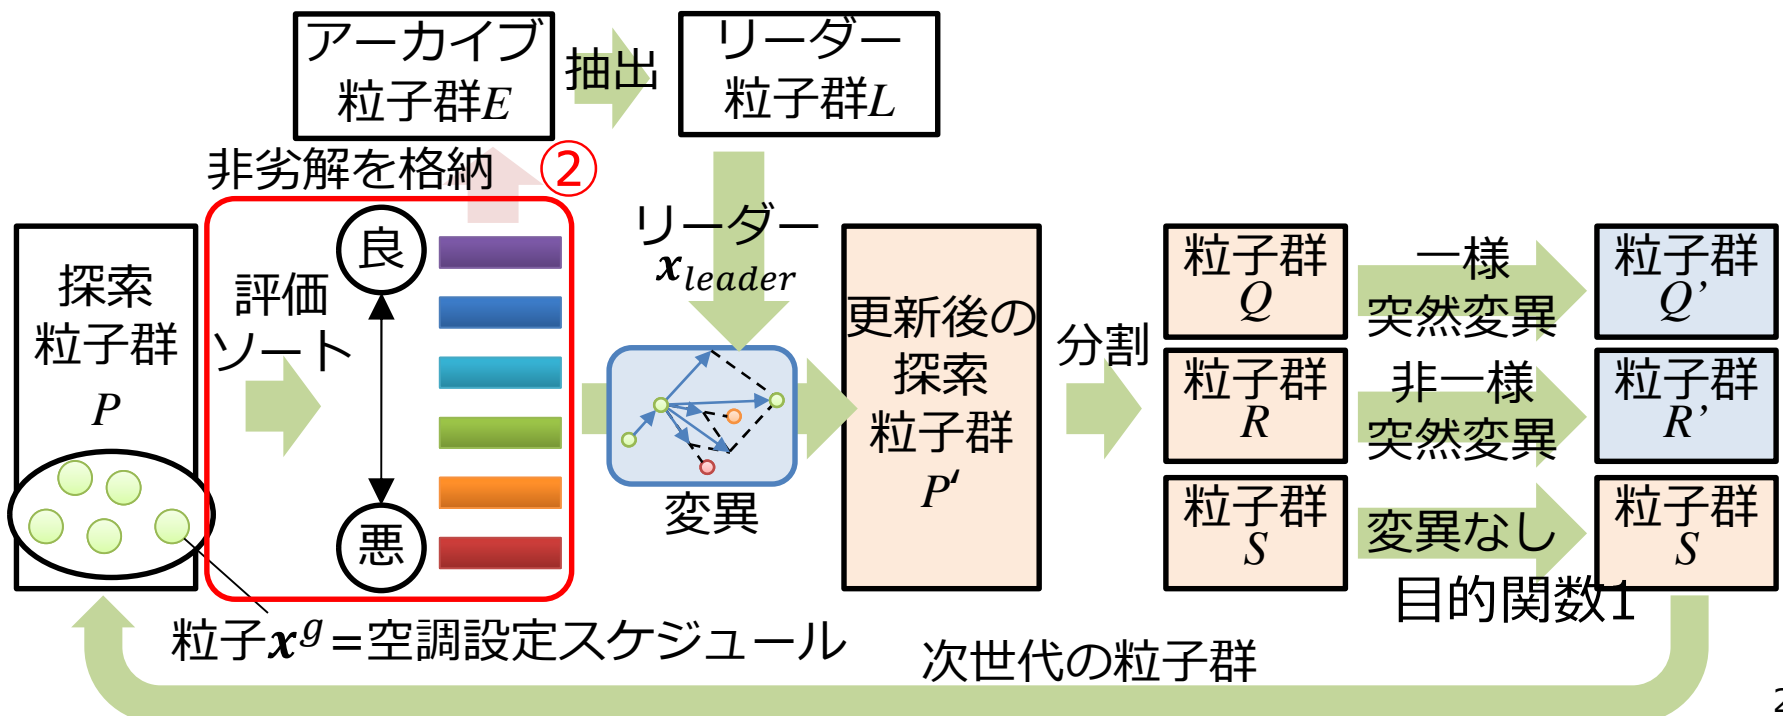 アーカイブ
粒子群E
抽出
リーダー
粒子群L
非劣解を格納
②
探索
粒子群
P
評価
ソート
良
悪
リーダー
x_leader
変異
更新後の
探索
粒子群
P'
分割
粒子群
Q
一様
突然変異
粒子群
Q’
粒子群
R
非一様
突然変異
粒子群
R’
粒子群
S
変異なし
粒子群
S
目的関数1
粒子x^g=空調設定スケジュール
次世代の粒子群